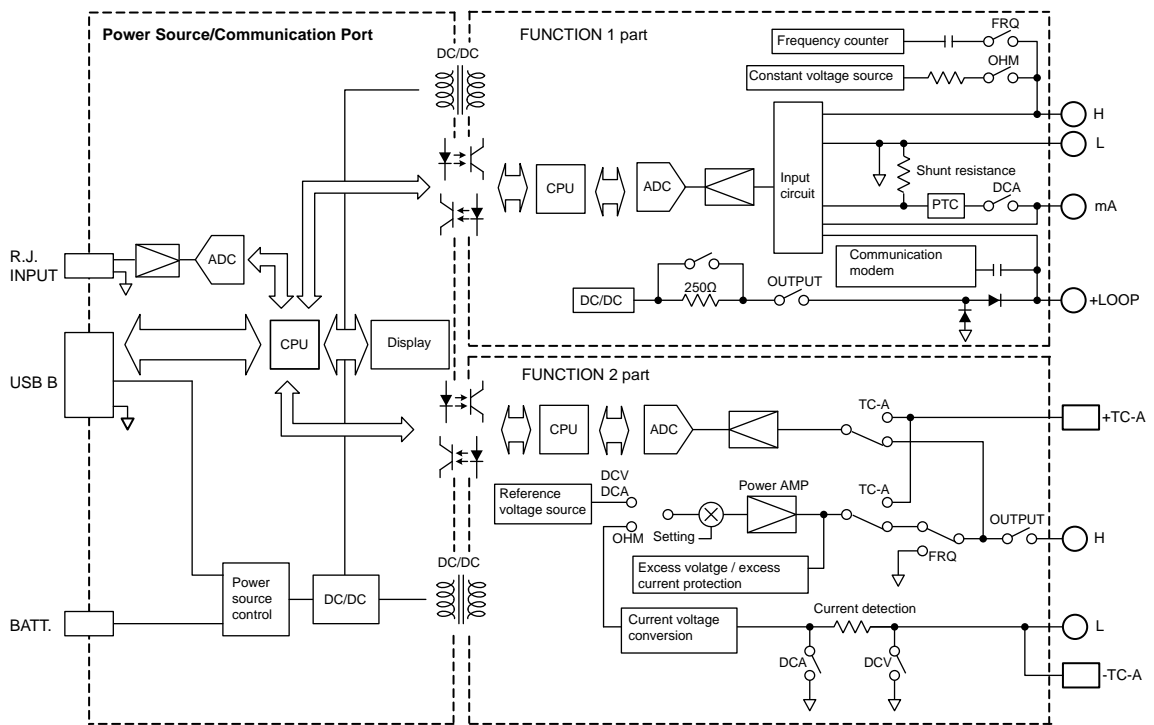 Power Source/Communication Port
FUNCTION 1 part
DC/DC
Frequency counter
FRQ
Constant voltage source
OHM
H
L
Shunt resistance
CPU
ADC
Input
circuit
PTC
DCA
mA
Communication
modem
R.J.
INPUT
ADC
DC/DC
250Ω
OUTPUT
+LOOP
USB B
CPU
Display
FUNCTION 2 part
TC-A
+TC-A
CPU
ADC
Reference
voltage source
DCV
DCA
OHM
Setting
Power AMP
TC-A
OUTPUT
H
FRQ
Excess volatge / excess
current protection
DC/DC
Power
source
control
DC/DC
BATT.
Current voltage
conversion
Current detection
L
DCA
DCV
-TC-A